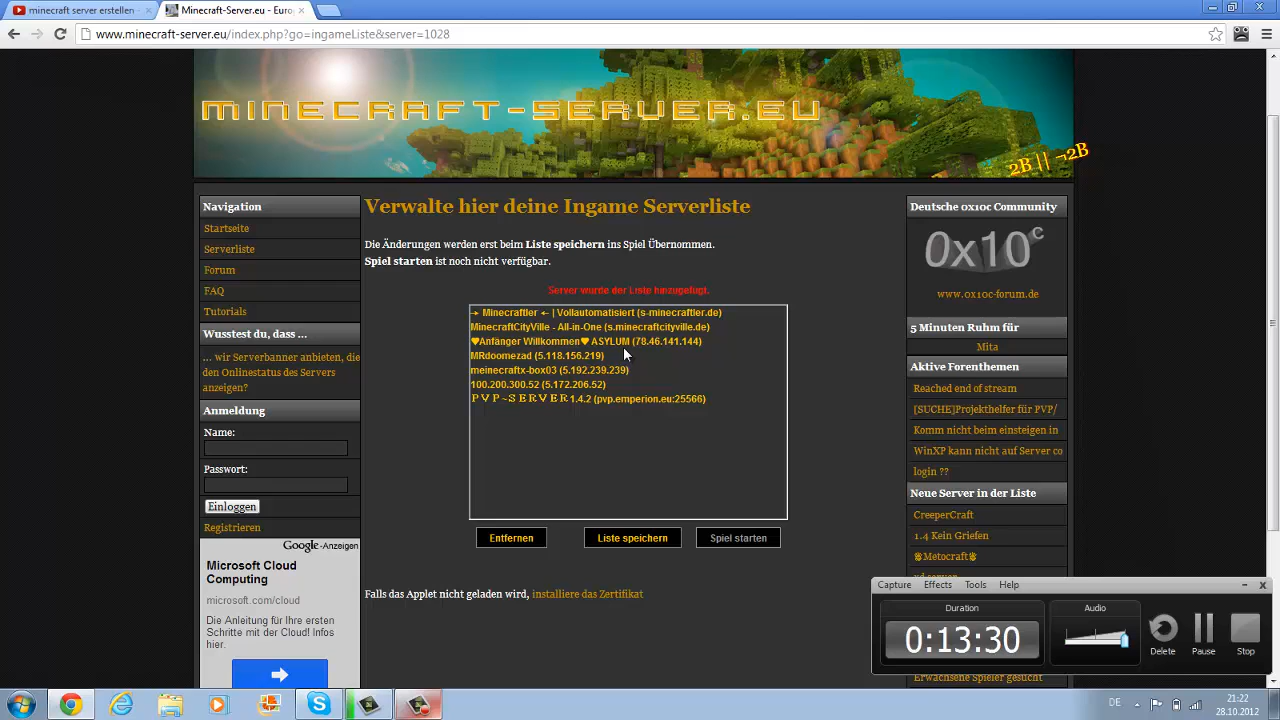 minecraft server erstellen -
Minecraft-Server.eu - Euro
www.minecraft-server.eu/index.php?go=ingameListe&server=1028
MINECRAFT-SERVER.EU
2B || ¬2B
Navigation
Startseite
Serverliste
Forum
FAQ
Tutorials
Wusstest du, dass ...
... wir Serverbanner anbieten, die
den Onlinestatus des Servers
anzeigen?
Anmeldung
Name:
Passwort:
Einloggen
Registrieren
Google-Anzeigen
Microsoft Cloud
Computing
microsoft.com/cloud
Die Anleitung für Ihre ersten
Schritte mit der Cloud! Infos
hier.
Verwalte hier deine Ingame Serverliste
Die Änderungen werden erst beim Liste speichern ins Spiel Übernommen.
Spiel starten ist noch nicht verfügbar.
Server wurde der Liste hinzugefügt.
→ Minecraftler ← | Vollautomatisiert (s-minecraftler.de)
MinecraftCityVille - All-in-One (s.minecraftcityville.de)
♥Anfänger Willkommen♥ ASYLUM (78.46.141.144)
MRdoomezad (5.118.156.219)
meinecraftx-box03 (5.192.239.239)
100.200.300.52 (5.172.206.52)
P V P ~ S E R V E R 1.4.2 (pvp.emperion.eu:25566)
Entfernen
Liste speichern
Spiel starten
Falls das Applet nicht geladen wird, installiere das Zertifikat
Deutsche 0x10c Community
0x10c
www.0x10c-forum.de
5 Minuten Ruhm für
Mita
Aktive Forenthemen
Reached end of stream
[SUCHE]Projekthelfer für PVP/
Komm nicht beim einsteigen in
WinXP kann nicht auf Server co
login ??
Neue Server in der Liste
CreeperCraft
1.4 Kein Griefen
Metocraft
Erwachsene Spieler gesucht
Capture Effects Tools Help
Duration
0:13:30
Audio
Delete
Pause
Stop
DE
21:22
28.10.2012